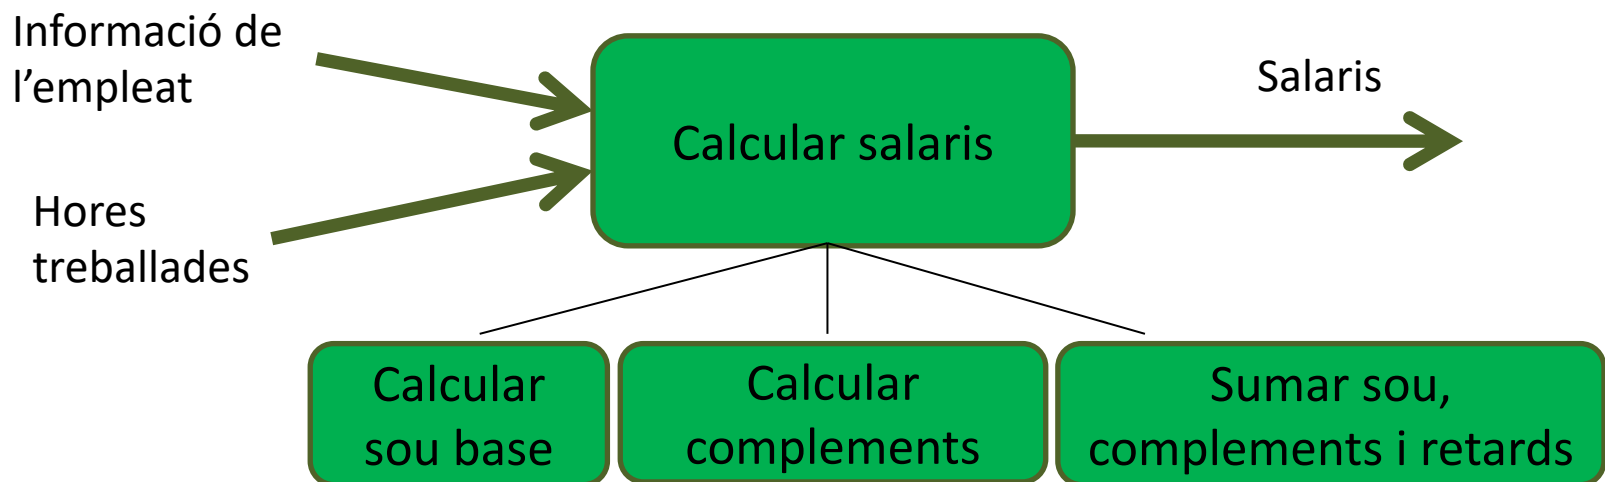 Informació de
l’empleat
Calcular salaris
Salaris
Hores
treballades
Calcular
sou base
Calcular
complements
Sumar sou,
complements i retards